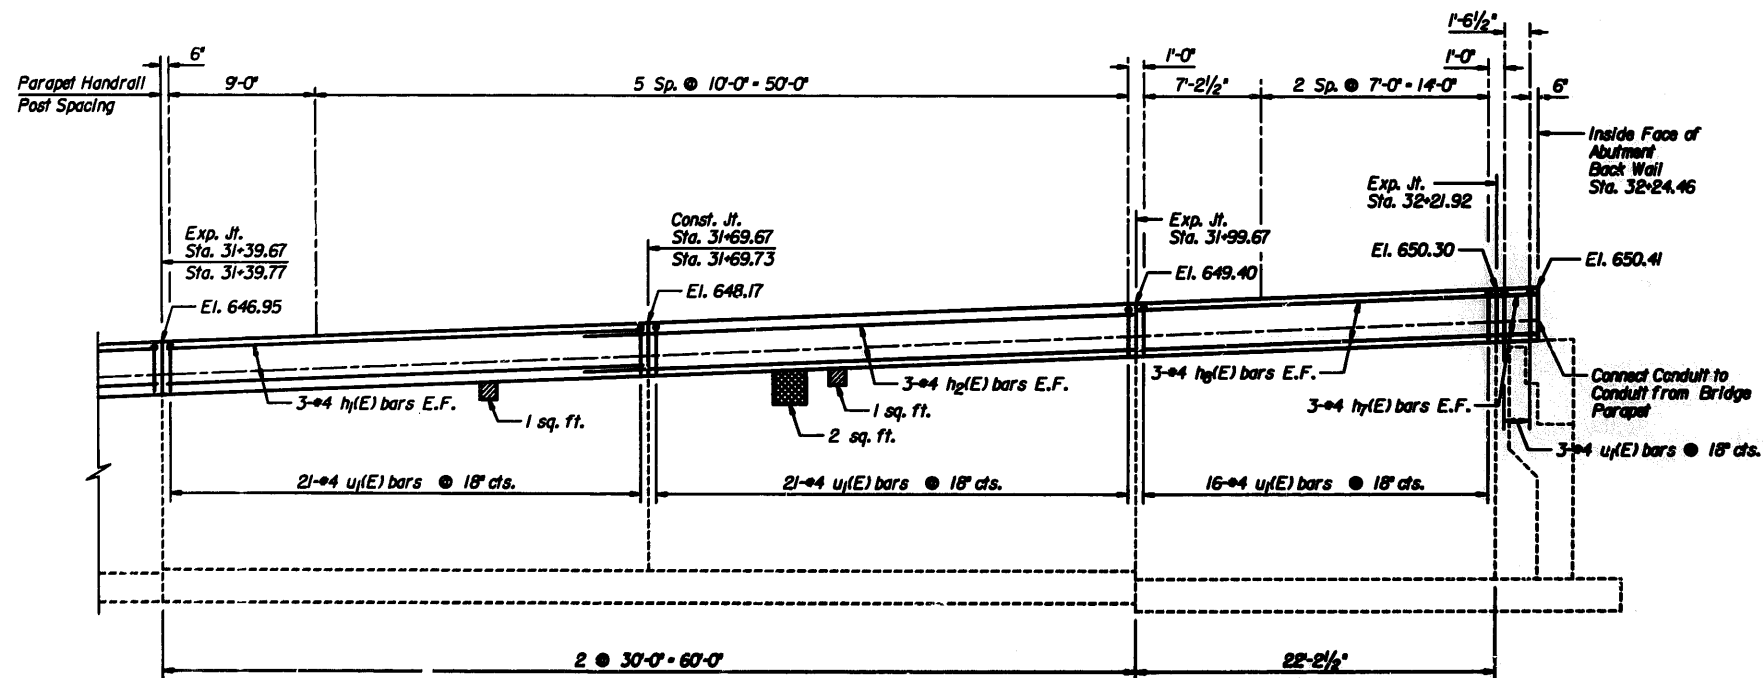 1'-6 1/2"
6"
1'-0"
1'-0"
Parapet Handrail
Post Spacing
9'-0"
5 Sp. @ 10'-0" = 50'-0"
7'-2 1/2"
2 Sp. @ 7'-0" = 14'-0"
6"
Inside Face of
Abutment
Back Wall
Sta. 32+24.46
Exp. Jt.
Sta. 32+21.92
Exp. Jt.
Sta. 31+39.67
Sta. 31+39.77
Const. Jt.
Sta. 31+69.67
Sta. 31+69.73
Exp. Jt.
Sta. 31+99.67
El. 650.30
El. 650.41
El. 649.40
El. 648.17
El. 646.95
3-#4 h1(E) bars E.F.
3-#4 h2(E) bars E.F.
3-#4 h6(E) bars E.F.
3-#4 h7(E) bars E.F.
Connect Conduit to
Conduit from Bridge
Parapet
1 sq. ft.
1 sq. ft.
2 sq. ft.
3-#4 u1(E) bars @ 18" cts.
21-#4 u1(E) bars @ 18" cts.
21-#4 u1(E) bars @ 18" cts.
16-#4 u1(E) bars @ 18" cts.
2 @ 30'-0" = 60'-0"
22'-2 1/2"